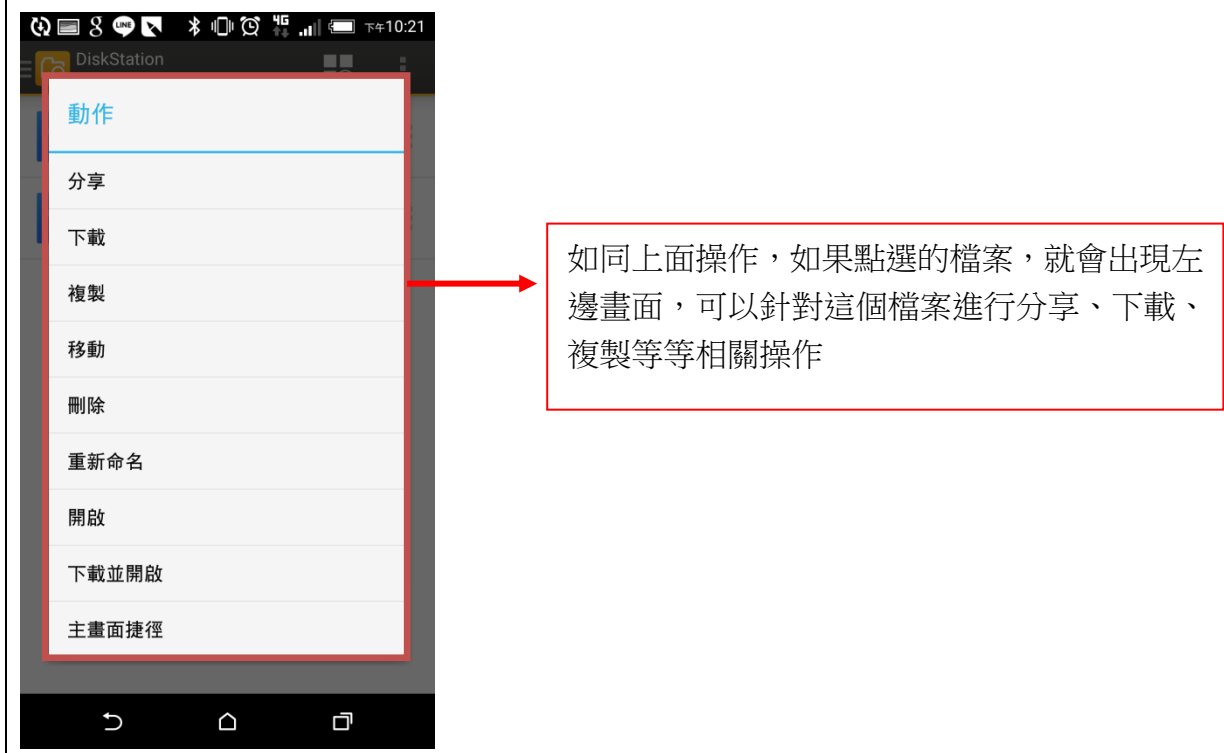 4G
LINE
下午10:21
DiskStation
動作
分享
下載
複製
移動
刪除
重新命名
開啟
下載並開啟
主畫面捷徑
如同上面操作，如果點選的檔案，就會出現左
邊畫面，可以針對這個檔案進行分享、下載、
複製等等相關操作